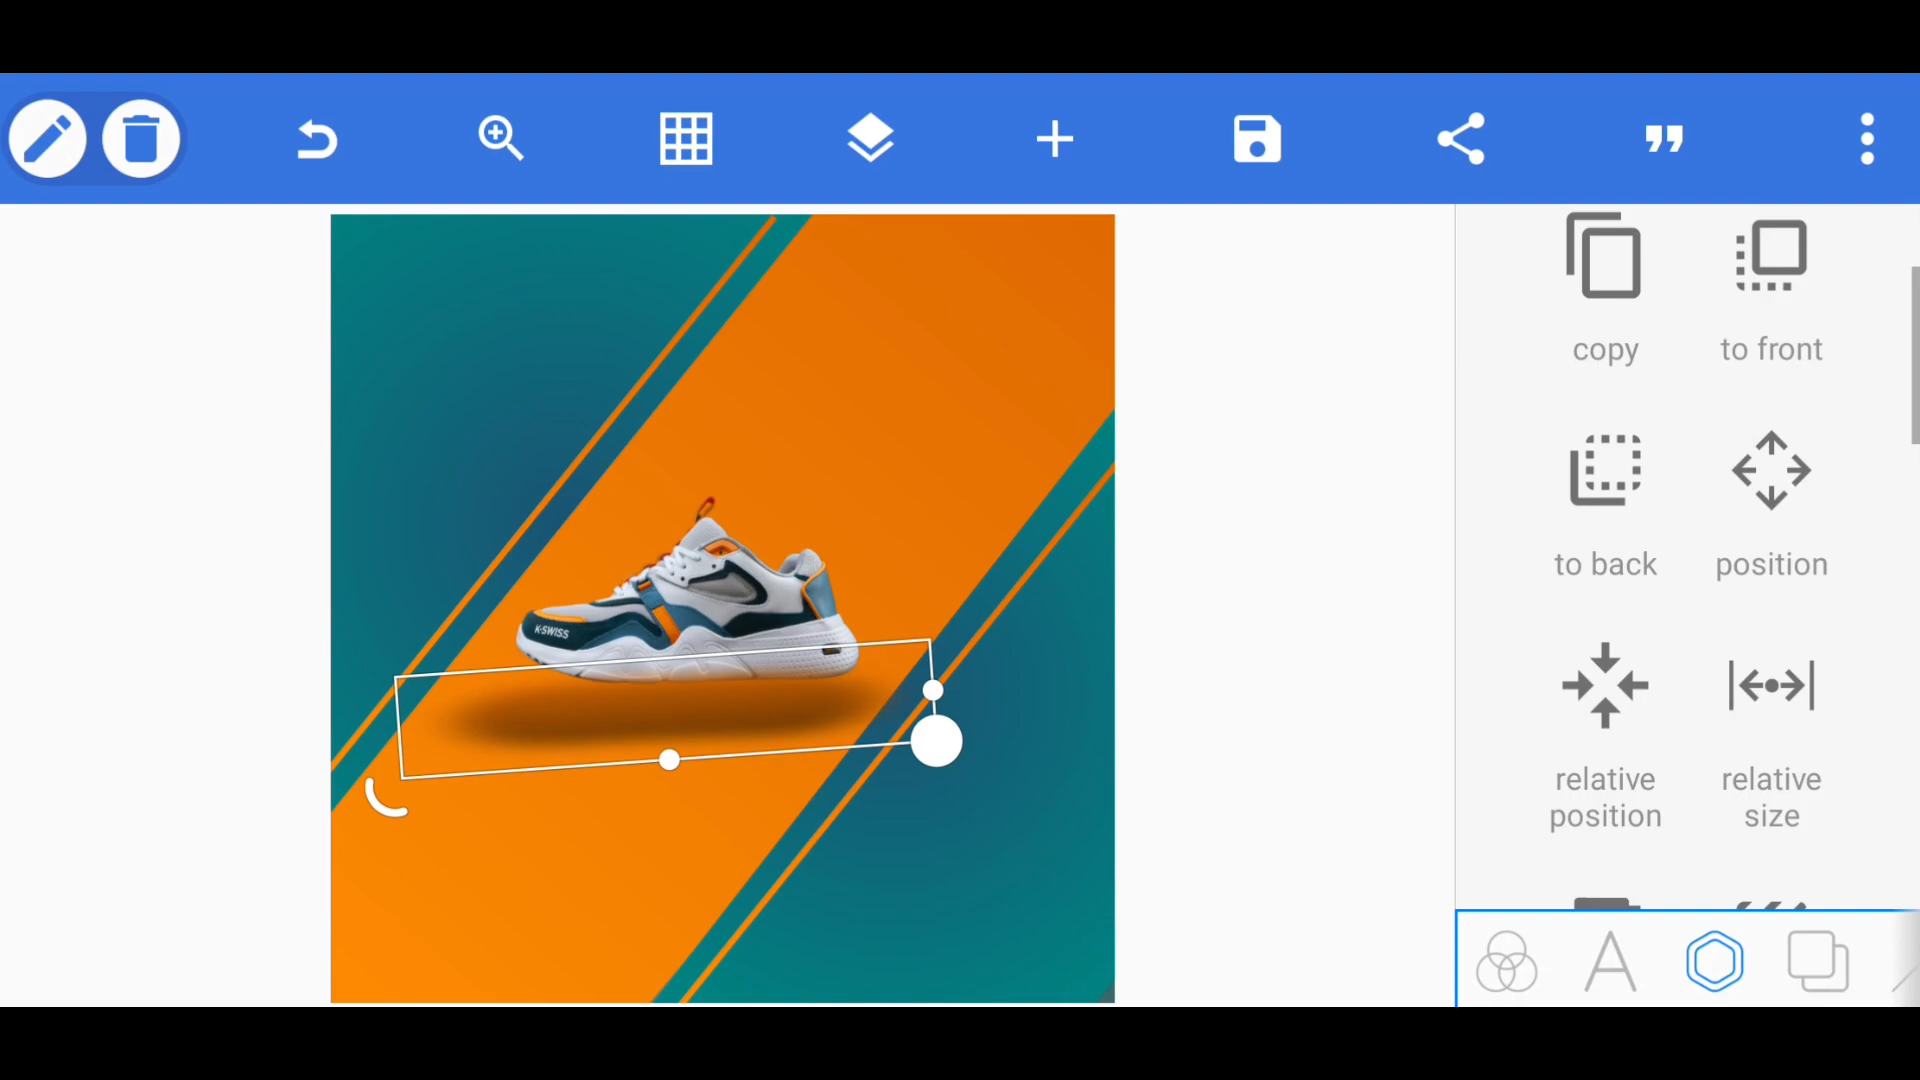 copy
to front
to back
position
K·SWISS
relative
position
relative
size